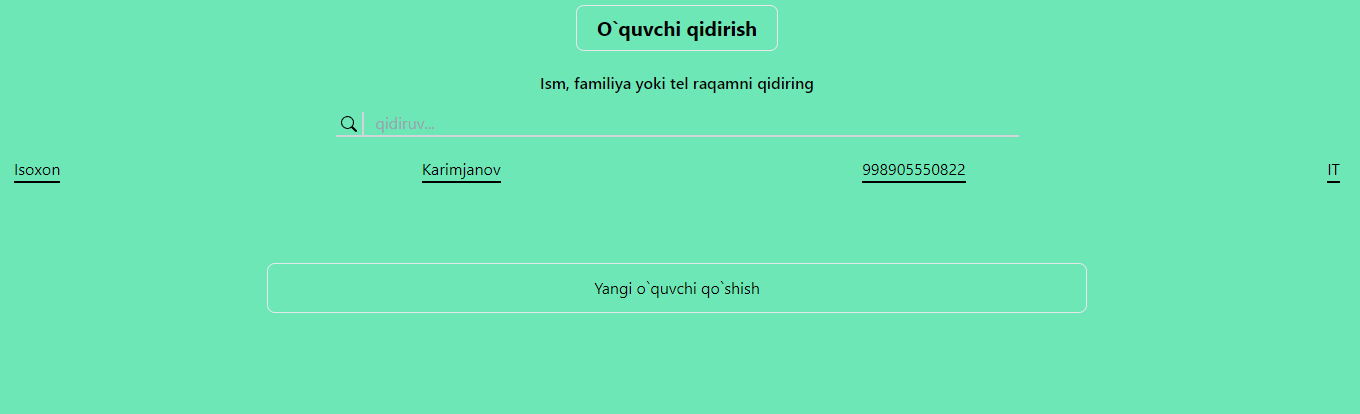 O`quvchi qidirish
Ism, familiya yoki tel raqamni qidiring
qidiruv...
Isoxon Karimjanov 998905550822 IT
Yangi o`quvchi qo`shish